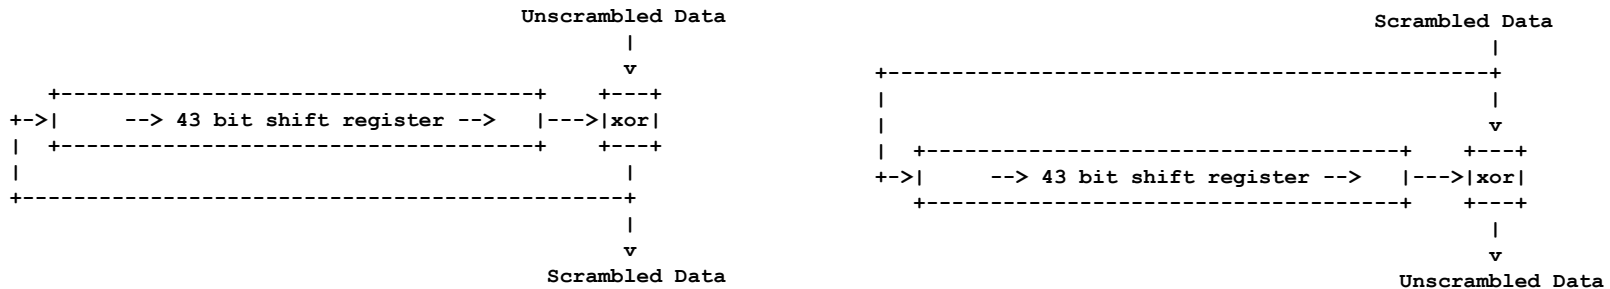 Unscrambled Data
|
v
+-------------------------------------+ +---+
+->| --> 43 bit shift register --> |--->|xor|
| +-------------------------------------+ +---+
| |
+-----------------------------------------------+
|
v
Scrambled Data
Scrambled Data
|
+-----------------------------------------------+
| |
| v
| +-------------------------------------+ +---+
+->| --> 43 bit shift register --> |--->|xor|
+-------------------------------------+ +---+
|
v
Unscrambled Data